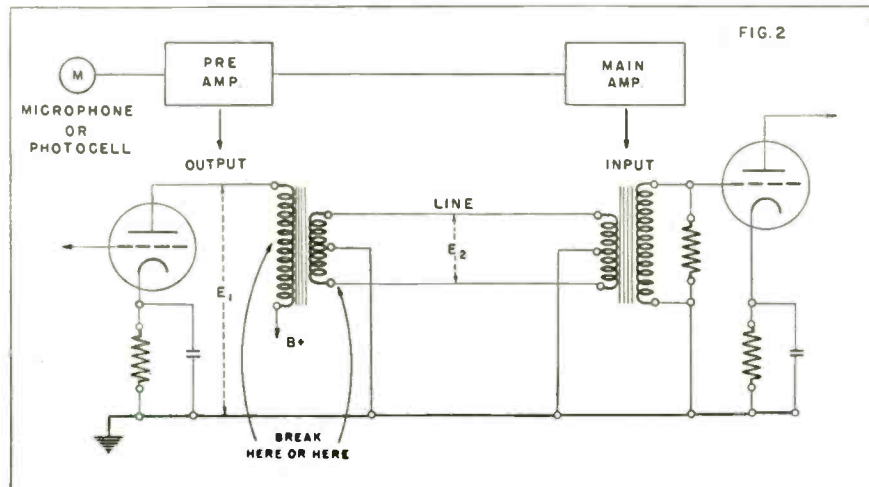 FIG. 2
M
PRE
AMP.
MAIN
AMP.
MICROPHONE
OR
PHOTOCELL
OUTPUT
INPUT
LINE
E1
E2
B+
BREAK
HERE OR HERE